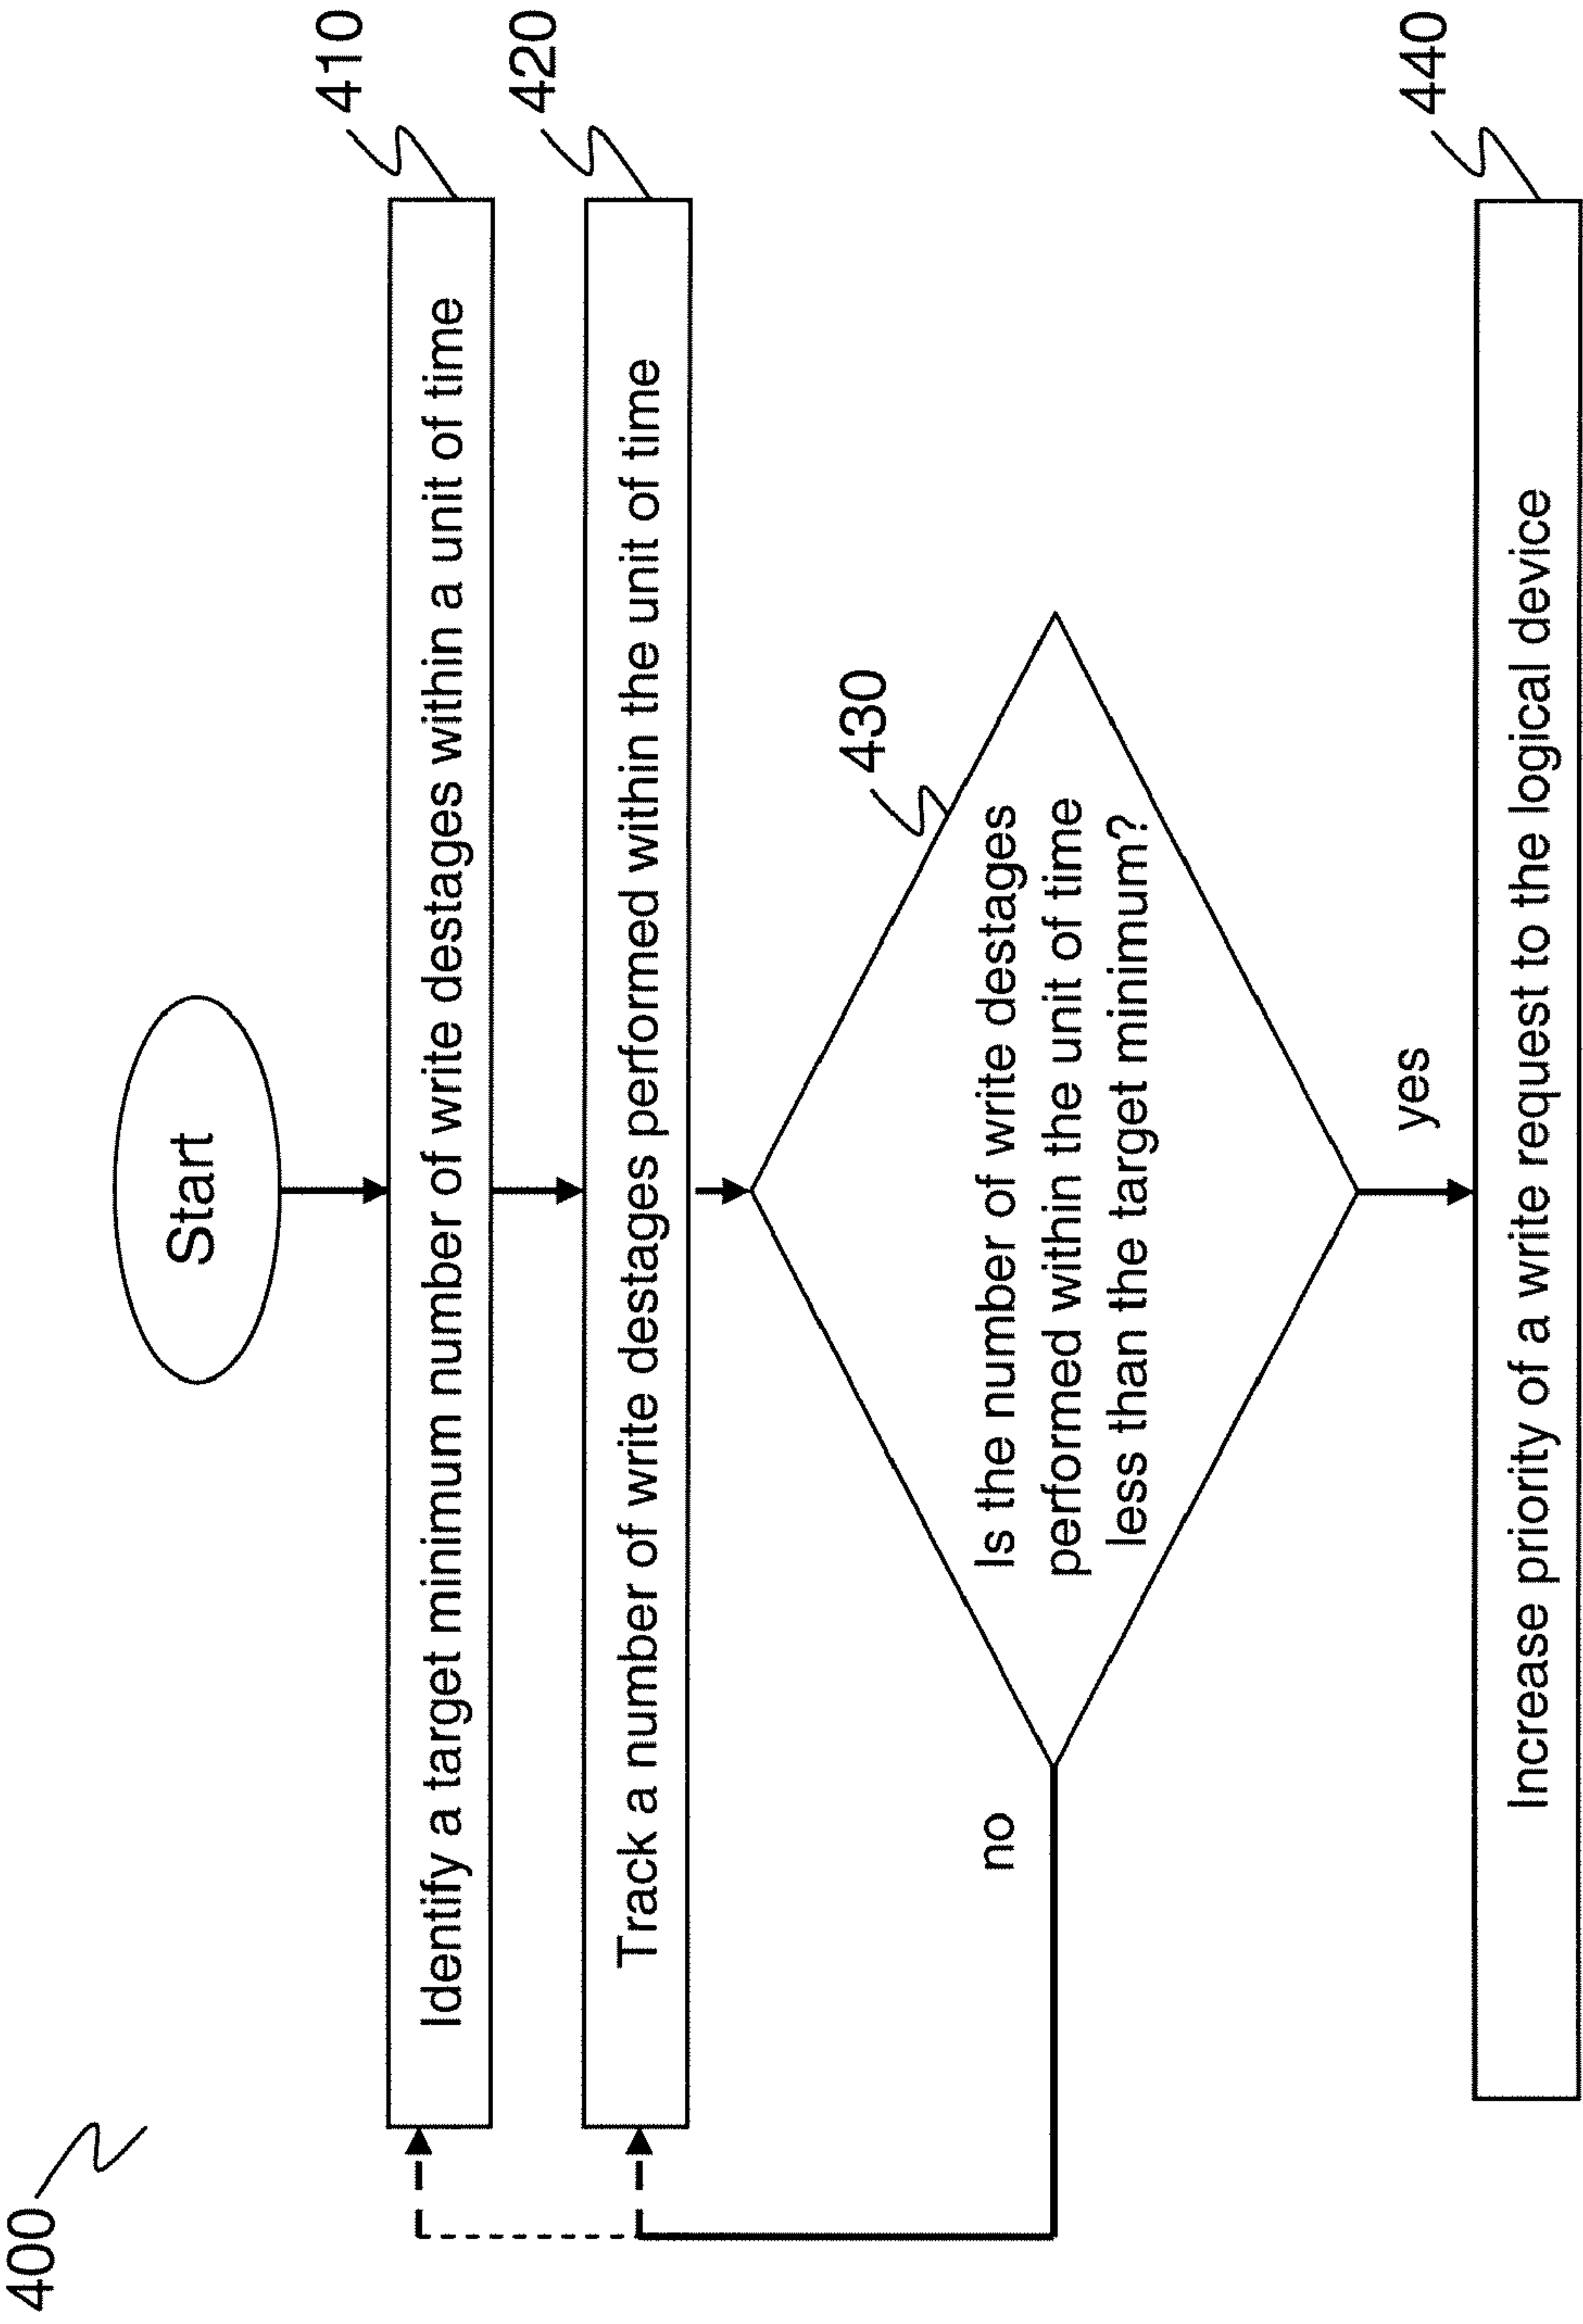 400
Start
410
Identify a target minimum number of write destages within a unit of time
420
Track a number of write destages performed within the unit of time
430
Is the number of write destages
performed within the unit of time
less than the target minimum?
no
yes
440
Increase priority of a write request to the logical device